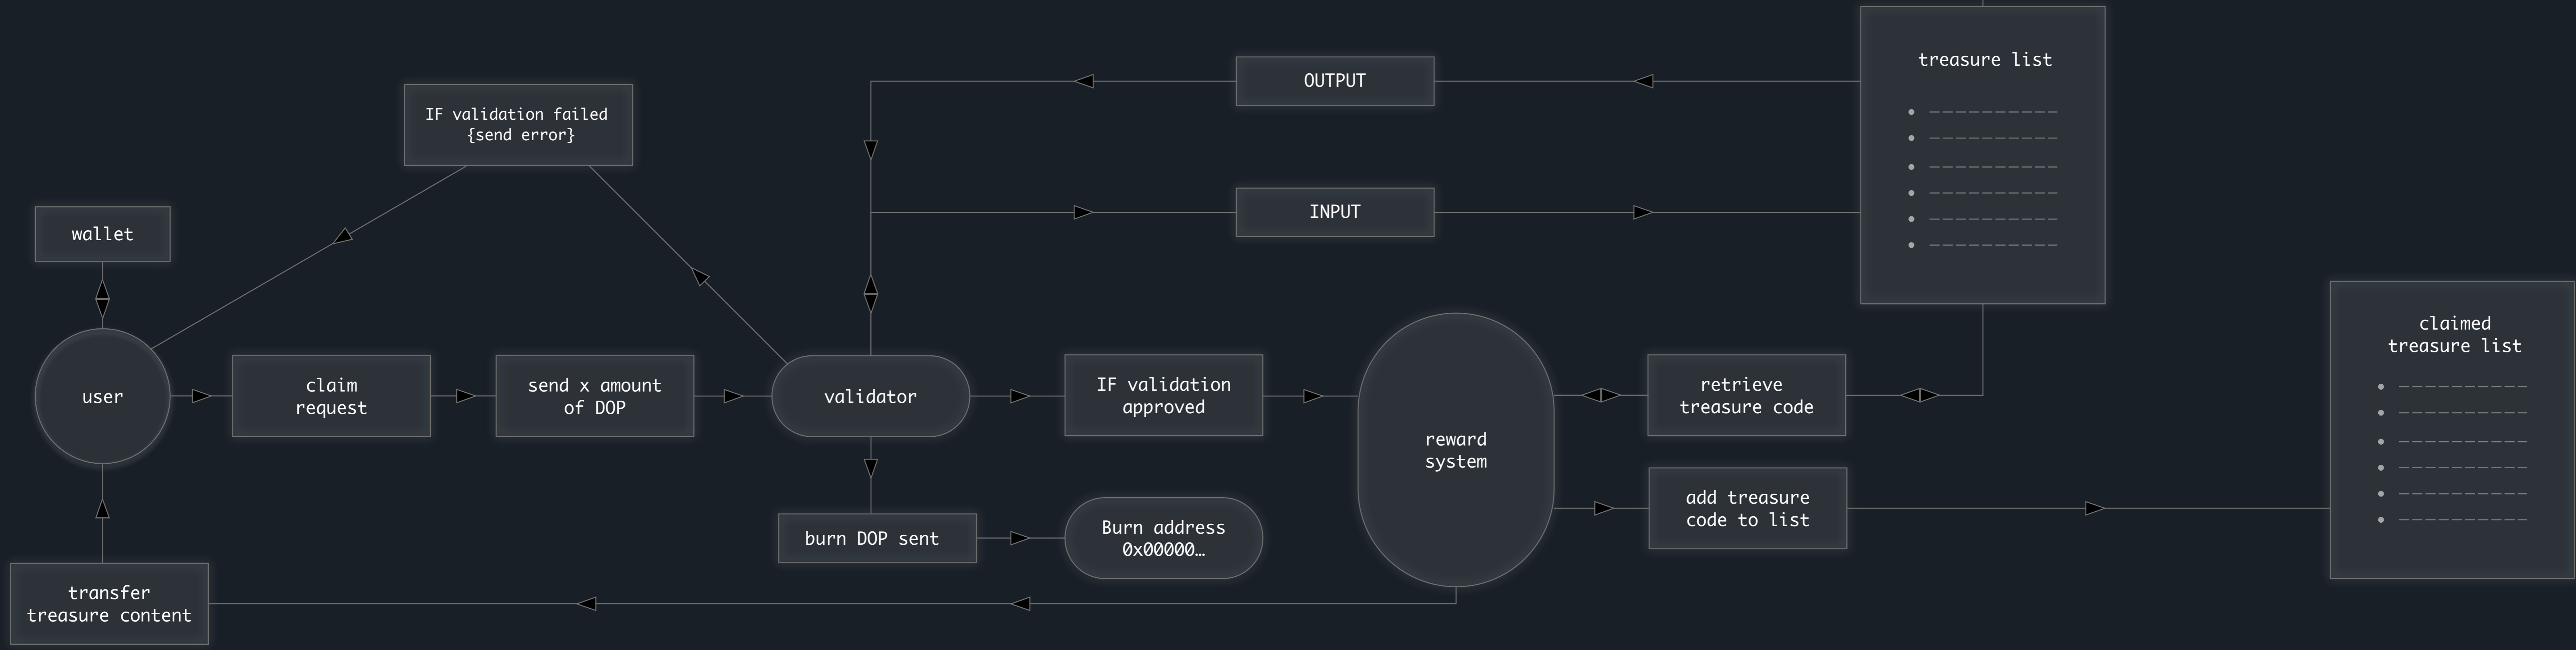 treasure list
OUTPUT
IF validation failed
{send error}
INPUT
wallet
claimed
treasure list
user
claim
request
send x amount
of DOP
validator
IF validation
approved
reward
system
retrieve
treasure code
add treasure
code to list
burn DOP sent
Burn address
0x00000…
transfer
treasure content